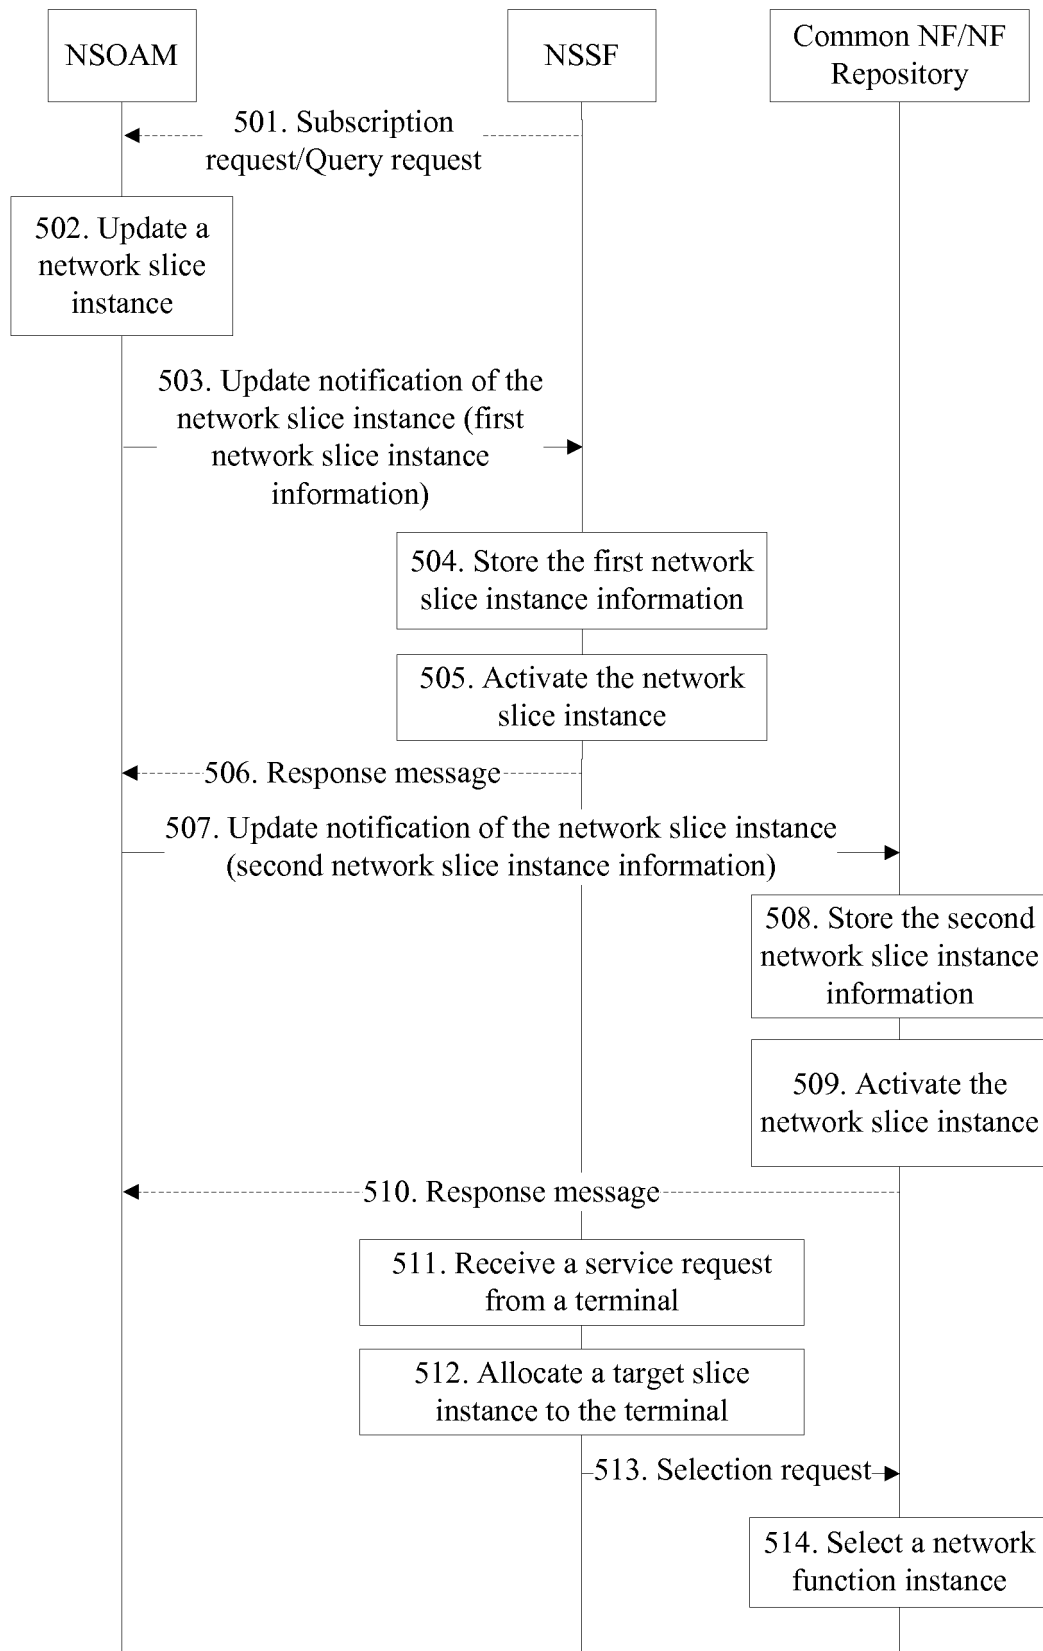 NSOAM
NSSF
Common NF/NF
Repository
501. Subscription
request/Query request
502. Update a
network slice
instance
503. Update notification of the
network slice instance (first
network slice instance
information)
504. Store the first network
slice instance information
505. Activate the network
slice instance
506. Response message
507. Update notification of the network slice instance
(second network slice instance information)
508. Store the second
network slice instance
information
509. Activate the
network slice instance
510. Response message
511. Receive a service request
from a terminal
512. Allocate a target slice
instance to the terminal
513. Selection request
514. Select a network
function instance